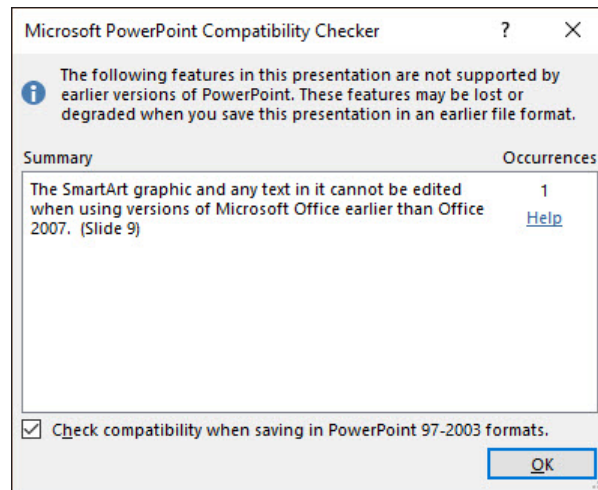 Microsoft PowerPoint Compatibility Checker ? X
The following features in this presentation are not supported by
earlier versions of PowerPoint. These features may be lost or
degraded when you save this presentation in an earlier file format.
Summary Occurrences
The SmartArt graphic and any text in it cannot be edited 1
when using versions of Microsoft Office earlier than Office Help
2007. (Slide 9)
Check compatibility when saving in PowerPoint 97-2003 formats.
OK